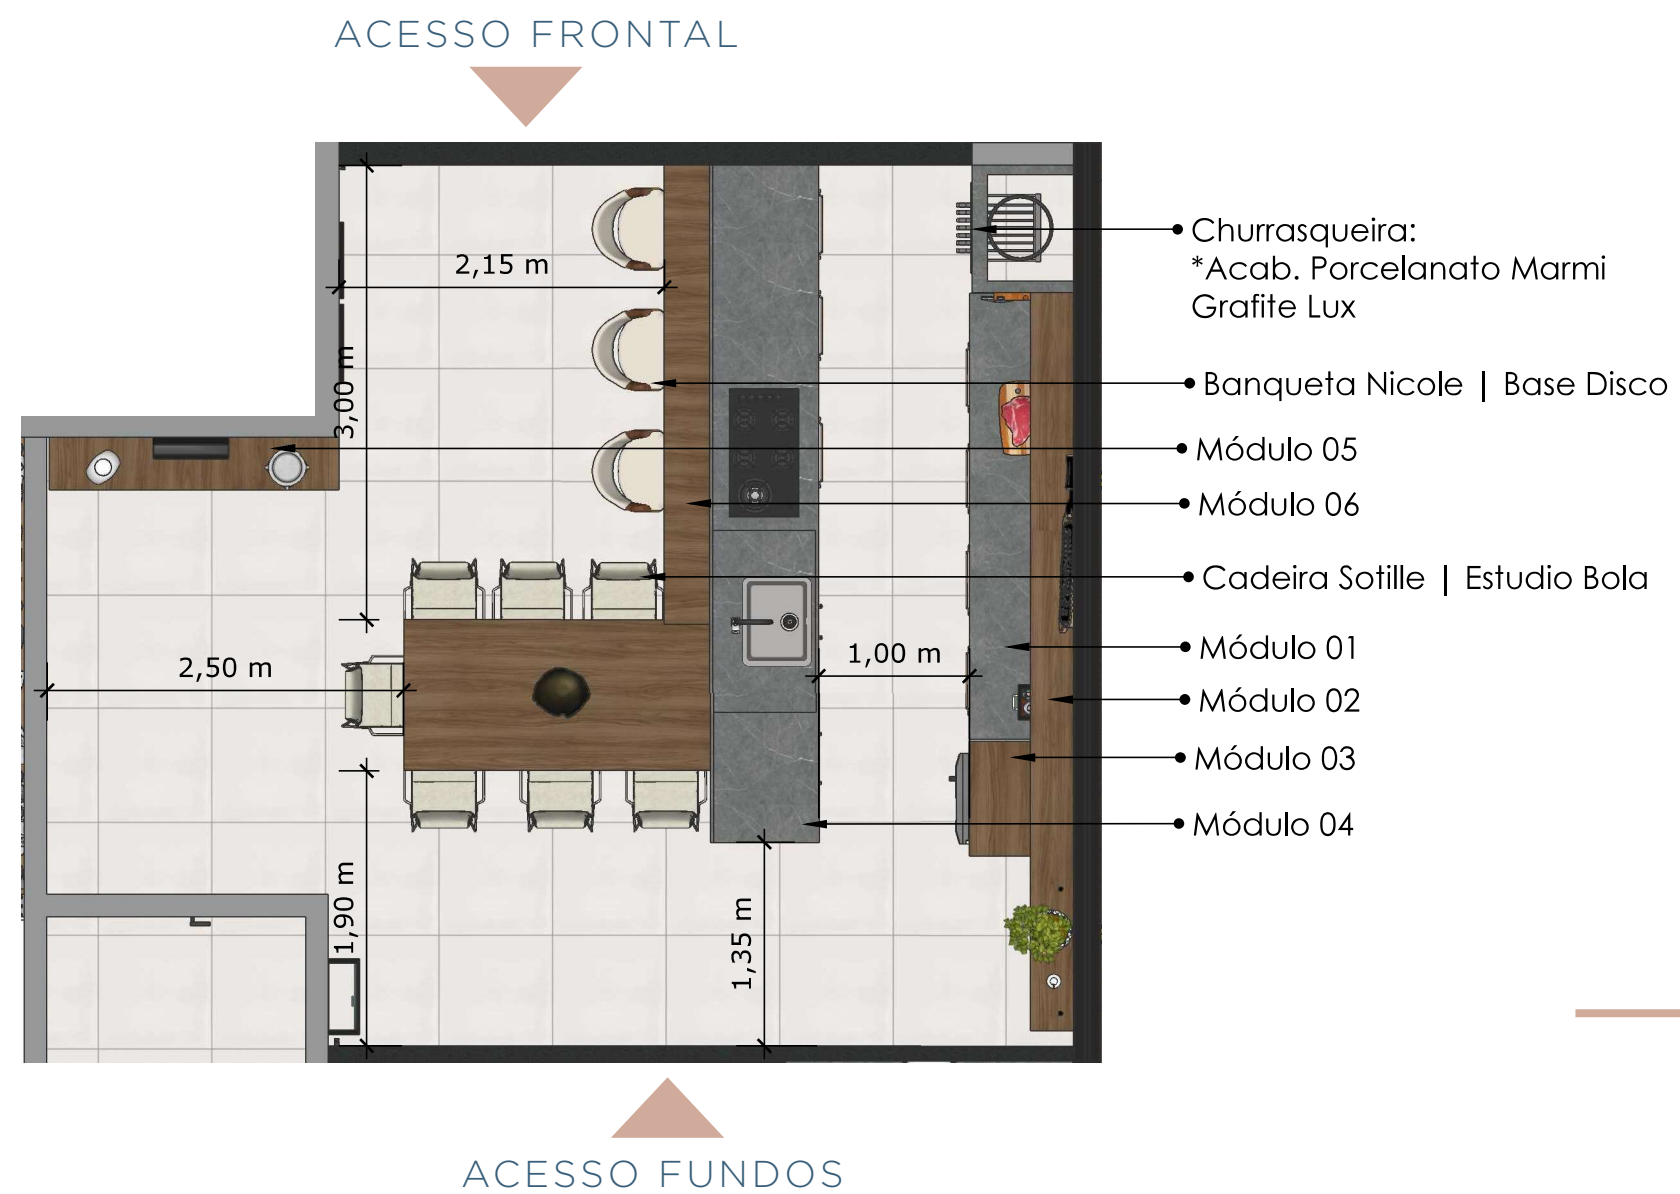 ACESSO FRONTAL
Churrasqueira:
*Acab. Porcelanato Marmi
Grafite Lux
2,15 m
3,00 m
Banqueta Nicole | Base Disco
Módulo 05
Módulo 06
Cadeira Sotille | Estudio Bola
2,50 m
1,00 m
Módulo 01
Módulo 02
Módulo 03
Módulo 04
1,90 m
1,35 m
ACESSO FUNDOS